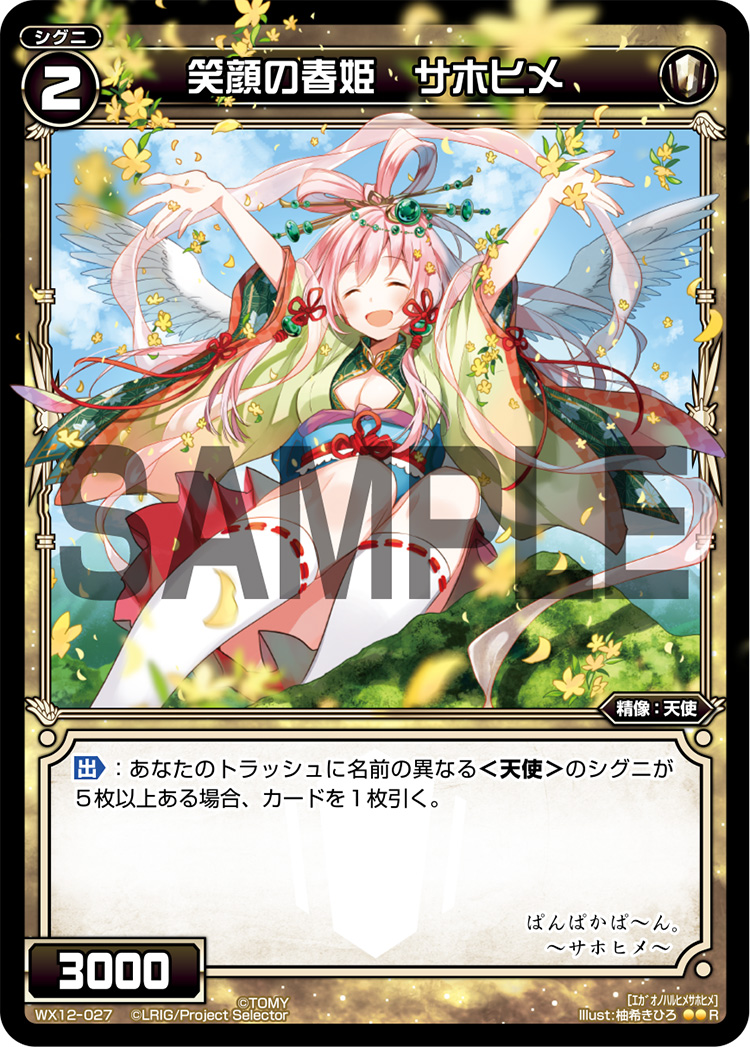 シグニ
2
笑顔の春姫　サホヒメ
SAMPLE
精像：天使
出：あなたのトラッシュに名前の異なる＜天使＞のシグニが
５枚以上ある場合、カードを１枚引く。
ぱんぱかぱ～ん。
～サホヒメ～
3000
WX12-027 ©LRIG/Project Selector
©TOMY
[エガオノハルヒメサホヒメ]
Illust:柚希きひろ R